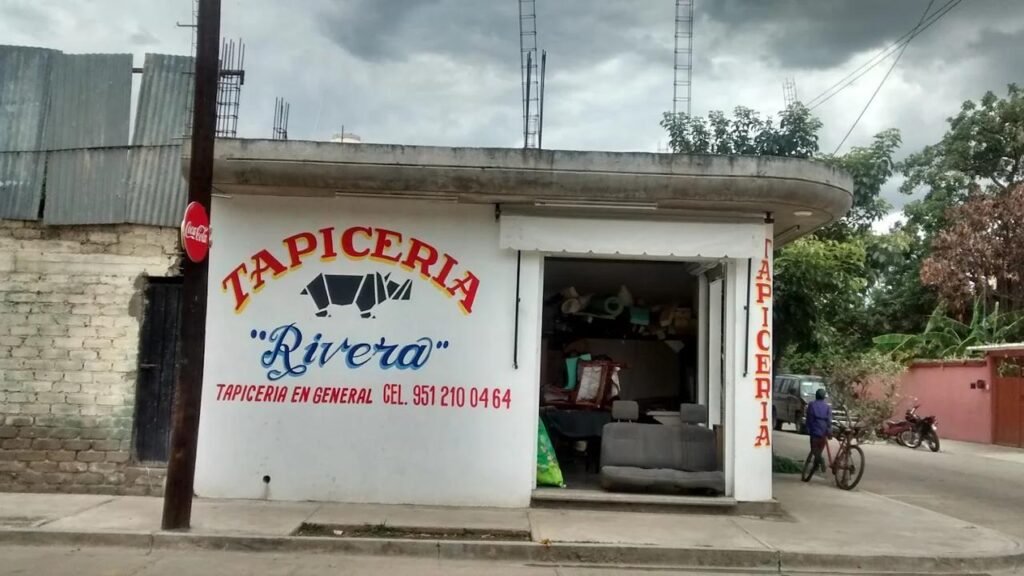 Coca-Cola
TAPICERIA
"Rivera"
TAPICERIA EN GENERAL CEL. 951 210 04 64
TAPICERIA